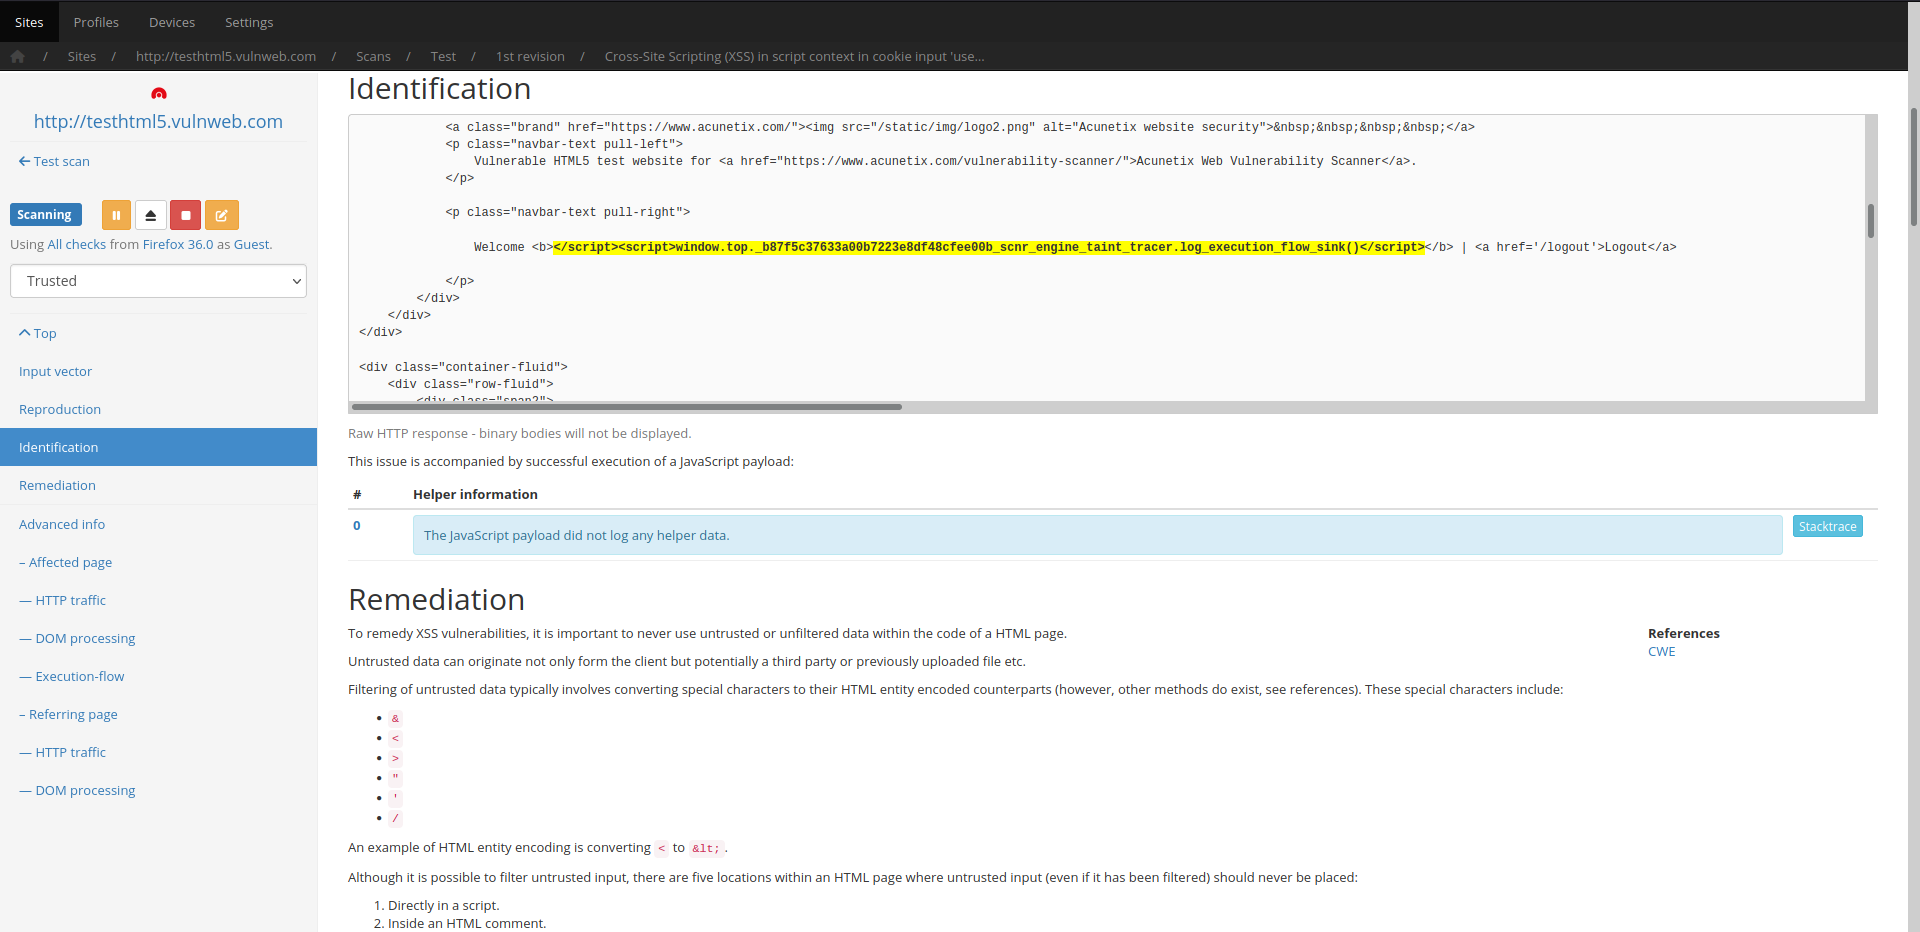 Sites Profiles Devices Settings
/ Sites / http://testhtml5.vulnweb.com / Scans / Test / 1st revision / Cross-Site Scripting (XSS) in script context in cookie input 'use...
http://testhtml5.vulnweb.com
Test scan
Scanning
Using All checks from Firefox 36.0 as Guest.
Trusted
Top
Input vector
Reproduction
Identification
Remediation
Advanced info
– Affected page
— HTTP traffic
— DOM processing
— Execution-flow
– Referring page
— HTTP traffic
— DOM processing
Identification
<a class="brand" href="https://www.acunetix.com/"><img src="/static/img/logo2.png" alt="Acunetix website security">&nbsp;&nbsp;&nbsp;&nbsp;</a>
<p class="navbar-text pull-left">
Vulnerable HTML5 test website for <a href="https://www.acunetix.com/vulnerability-scanner/">Acunetix Web Vulnerability Scanner</a>.
</p>
<p class="navbar-text pull-right">
Welcome <b></script><script>window.top._b87f5c37633a00b7223e8df48cfee00b_scnr_engine_taint_tracer.log_execution_flow_sink()</script></b> | <a href='/logout'>Logout</a>
</p>
</div>
</div>
</div>
<div class="container-fluid">
<div class="row-fluid">
<div class="span2">
Raw HTTP response - binary bodies will not be displayed.
This issue is accompanied by successful execution of a JavaScript payload:
# Helper information
0 The JavaScript payload did not log any helper data. Stacktrace
Remediation
To remedy XSS vulnerabilities, it is important to never use untrusted or unfiltered data within the code of a HTML page.
Untrusted data can originate not only form the client but potentially a third party or previously uploaded file etc.
Filtering of untrusted data typically involves converting special characters to their HTML entity encoded counterparts (however, other methods do exist, see references). These special characters include:
• &
• <
• >
• "
• '
• /
An example of HTML entity encoding is converting < to &lt; .
Although it is possible to filter untrusted input, there are five locations within an HTML page where untrusted input (even if it has been filtered) should never be placed:
1. Directly in a script.
2. Inside an HTML comment.
References
CWE